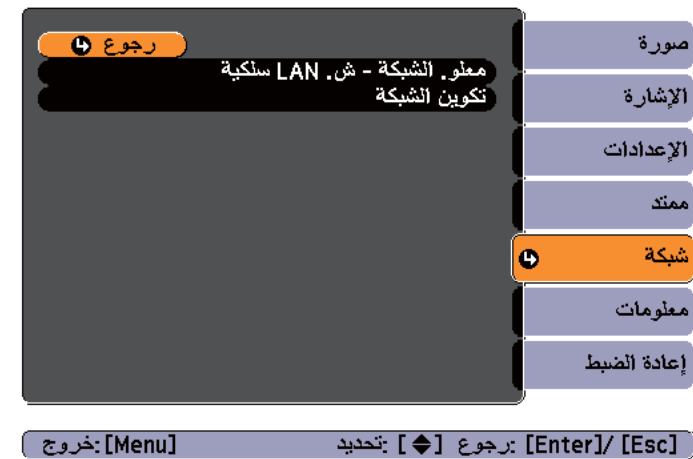 صورة
الإشارة
الإعدادات
ممتد
شبكة
معلومات
إعادة الضبط
رجوع
معلو. الشبكة - ش. LAN سلكية
تكوين الشبكة
[Esc] /[Enter]: رجوع [♦]: تحديد [Menu]: خروج